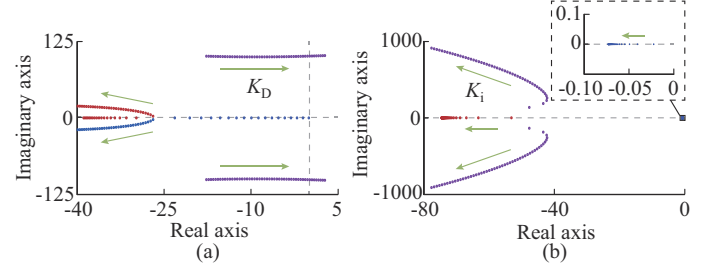 125
0
-125
-40
-25
-10
5
Imaginary axis
Real axis
K_D
(a)
1000
0
-1000
-80
-40
0
Imaginary axis
Real axis
K_i
(b)
0.1
0
-0.10
-0.05
0